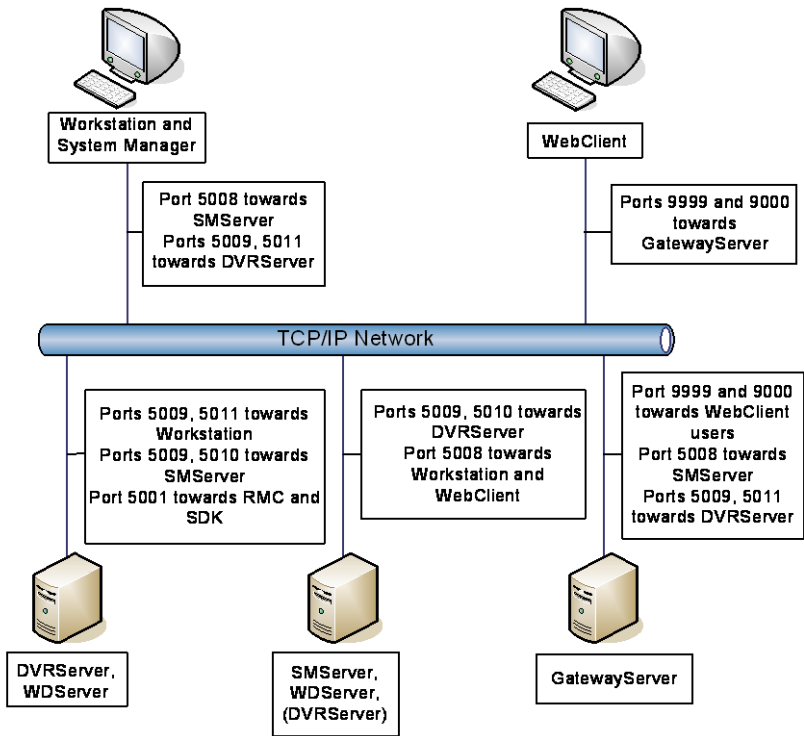 Workstation and
System Manager
WebClient
Port 5008 towards
SMServer
Ports 5009, 5011
towards DVRServer
Ports 9999 and 9000
towards
GatewayServer
TCP/IP Network
Ports 5009, 5011 towards
Workstation
Ports 5009, 5010 towards
SMServer
Port 5001 towards RMC and
SDK
Ports 5009, 5010 towards
DVRServer
Port 5008 towards
Workstation and
WebClient
Port 9999 and 9000
towards WebClient
users
Port 5008 towards
SMServer
Ports 5009, 5011
towards DVRServer
DVRServer,
WDServer
SMServer,
WDServer,
(DVRServer)
GatewayServer